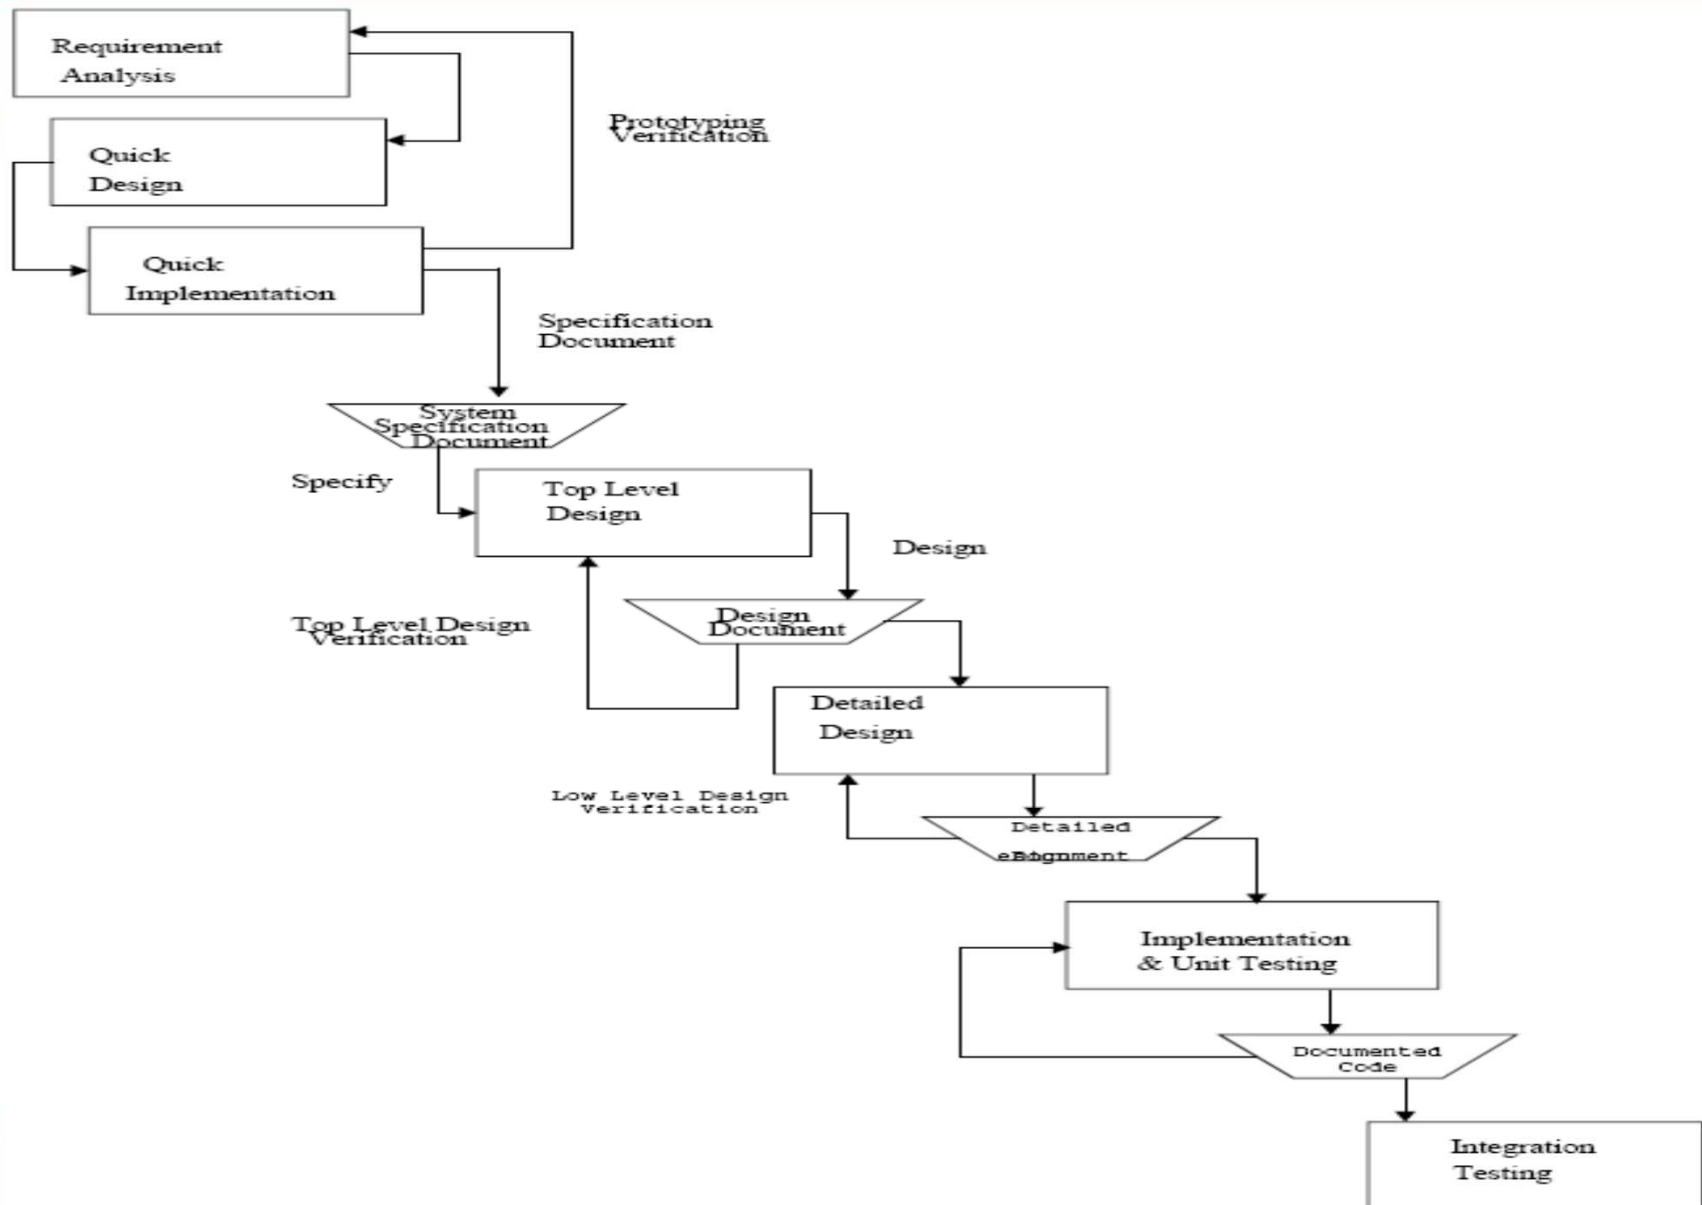 Requirement
Analysis
Prototyping
Verification
Quick
Design
Quick
Implementation
Specification
Document
System
Specification
Document
Specify
Top Level
Design
Design
Top Level Design
Verification
Design
Document
Detailed
Design
Low Level Design
Verification
Detailed
Implementation
& Unit Testing
Documented
Code
Integration
Testing